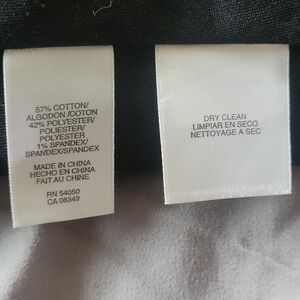 57% COTTON/
ALGODON/COTON
42% POLYESTER/
POLIESTER/
POLYESTER
1% SPANDEX/
SPANDEX/SPANDEX
MADE IN CHINA
HECHO EN CHINA
FAIT AU CHINE
RN 54050
CA 08349
DRY CLEAN
LIMPIAR EN SECO
NETTOYAGE A SEC